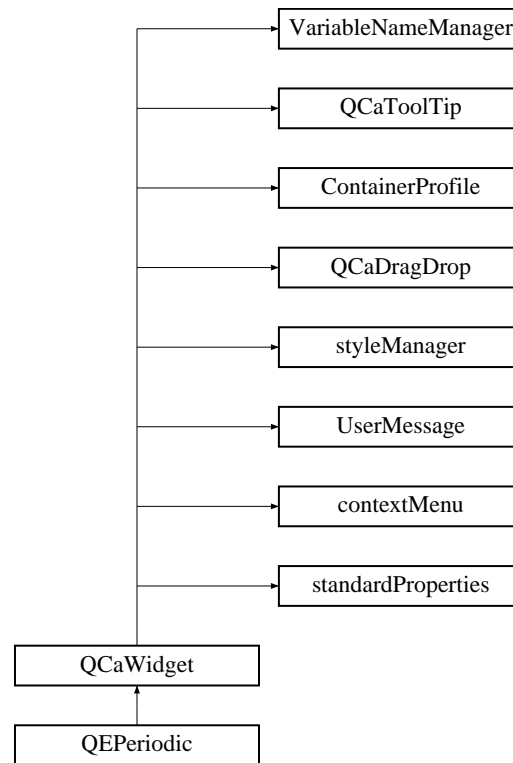 VariableNameManager
QCaToolTip
ContainerProfile
QCaDragDrop
styleManager
UserMessage
contextMenu
standardProperties
QCaWidget
QEPeriodic